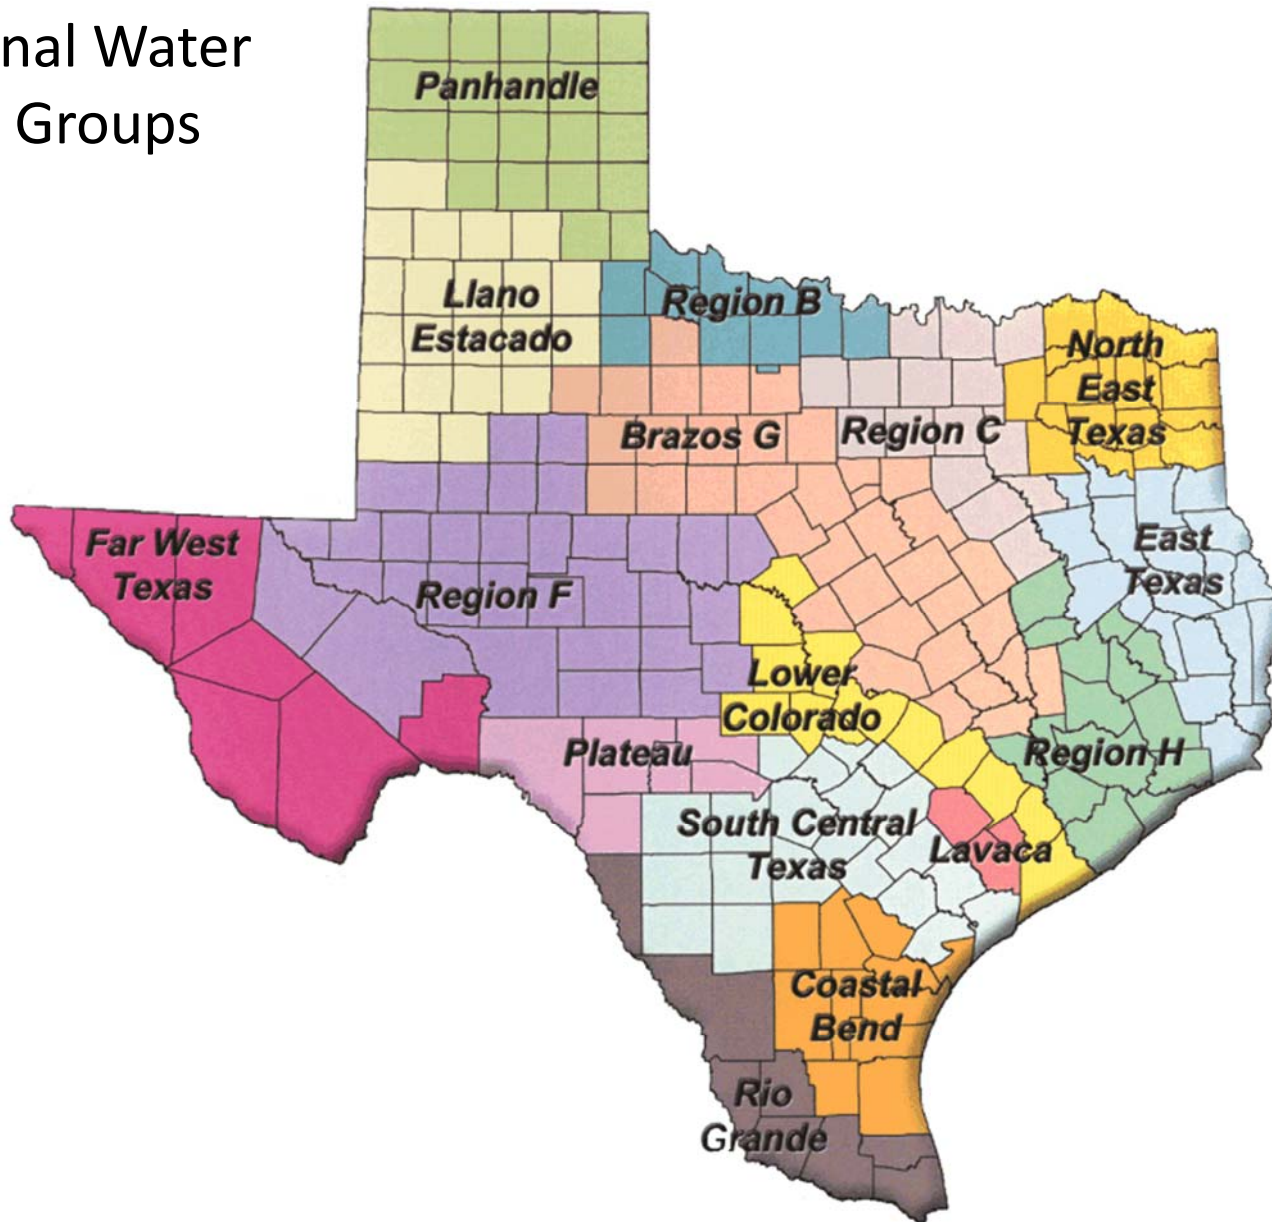 nal Water
Groups
Panhandle
Llano
Estacado
Region B
North
East
Texas
Brazos G
Region C
Far West
Texas
Region F
East
Texas
Lower
Colorado
Plateau
Region H
South Central
Texas
Lavaca
Coastal
Bend
Rio
Grande